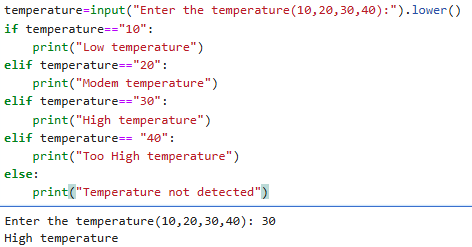 temperature=input("Enter the temperature(10,20,30,40):").lower()
if temperature=="10":
    print("Low temperature")
elif temperature=="20":
    print("Modem temperature")
elif temperature=="30":
    print("High temperature")
elif temperature== "40":
    print("Too High temperature")
else:
    print("Temperature not detected")
Enter the temperature(10,20,30,40): 30
High temperature